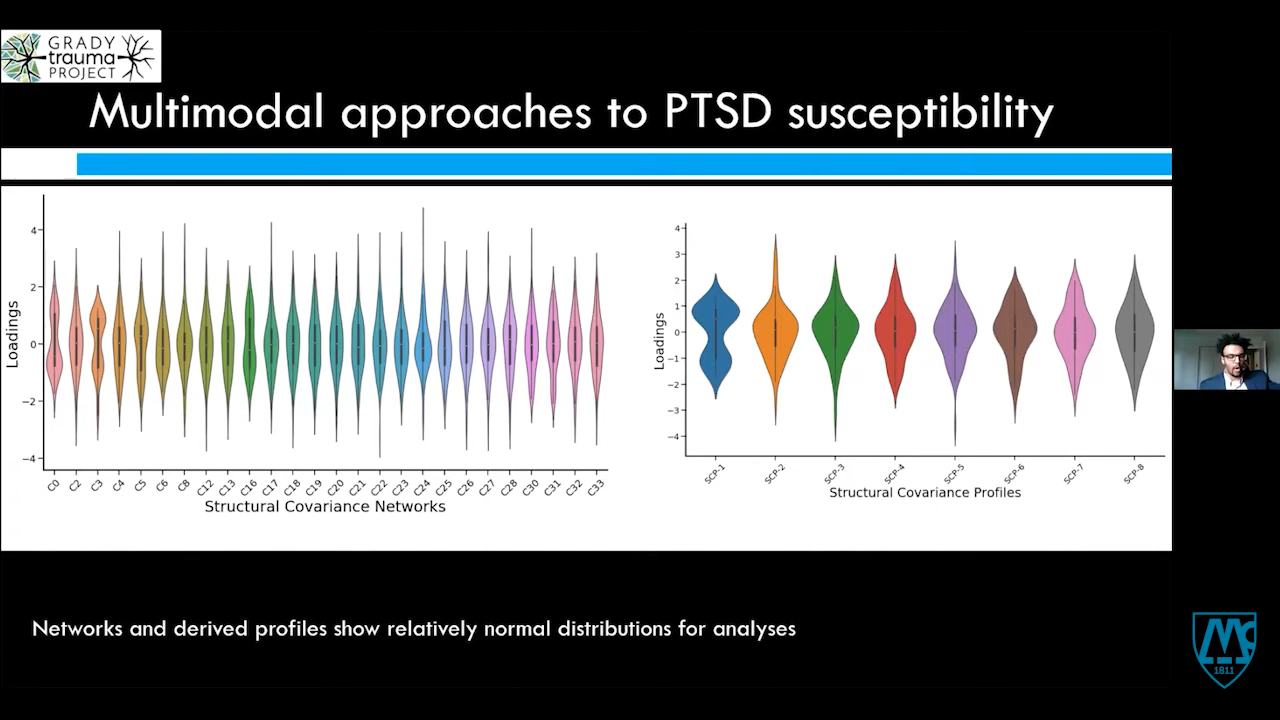 GRADY
trauma
PROJECT
Multimodal approaches to PTSD susceptibility
Loadings
4
2
0
−2
−4
C0 C2 C3 C4 C5 C6 C8 C12 C13 C16 C17 C18 C19 C20 C21 C22 C23 C24 C25 C26 C27 C28 C30 C31 C32 C33
Structural Covariance Networks
Loadings
4
3
2
1
0
−1
−2
−3
−4
SCP-1 SCP-2 SCP-3 SCP-4 SCP-5 SCP-6 SCP-7 SCP-8
Structural Covariance Profiles
Networks and derived profiles show relatively normal distributions for analyses
1811